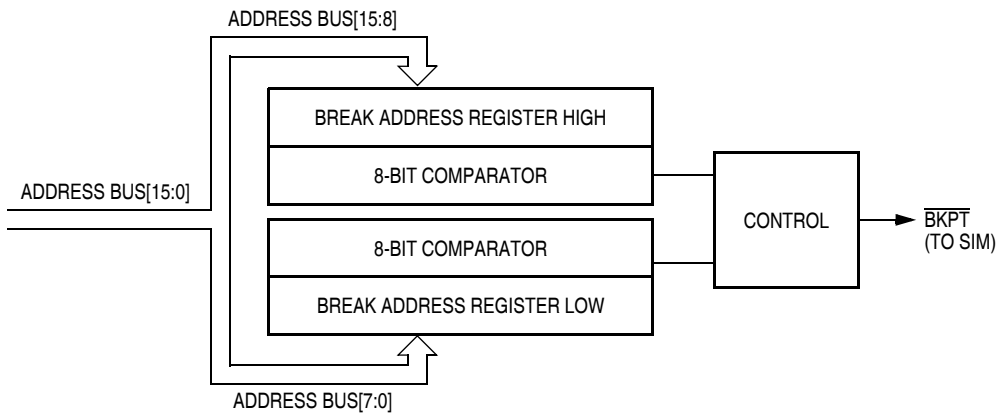 ADDRESS BUS[15:8]
BREAK ADDRESS REGISTER HIGH
8-BIT COMPARATOR
ADDRESS BUS[15:0]
CONTROL
BKPT
(TO SIM)
8-BIT COMPARATOR
BREAK ADDRESS REGISTER LOW
ADDRESS BUS[7:0]